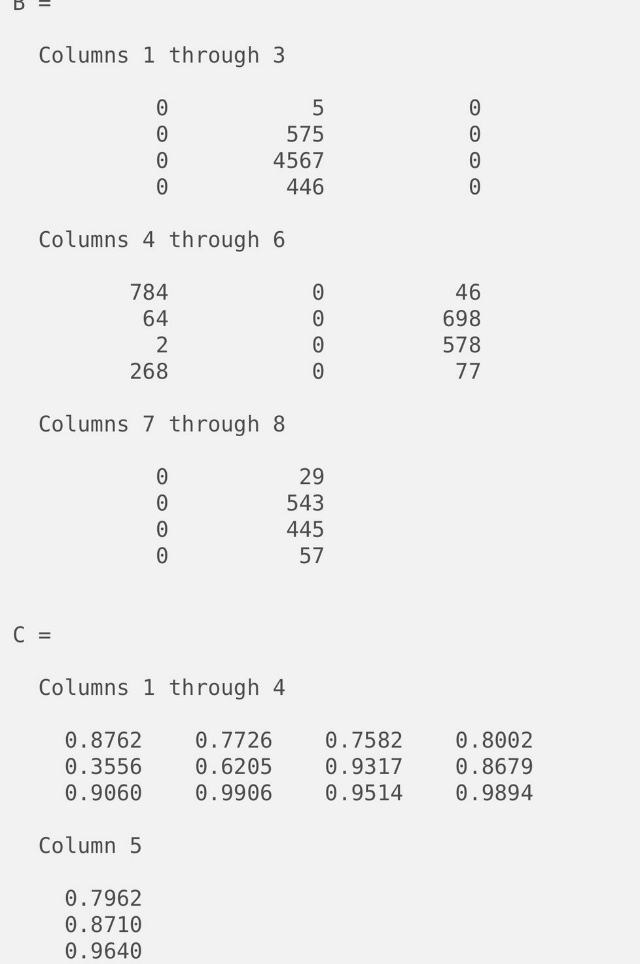 B =
Columns 1 through 3
0 5 0
0 575 0
0 4567 0
0 446 0
Columns 4 through 6
784 0 46
64 0 698
2 0 578
268 0 77
Columns 7 through 8
0 29
0 543
0 445
0 57
C =
Columns 1 through 4
0.8762 0.7726 0.7582 0.8002
0.3556 0.6205 0.9317 0.8679
0.9060 0.9906 0.9514 0.9894
Column 5
0.7962
0.8710
0.9640